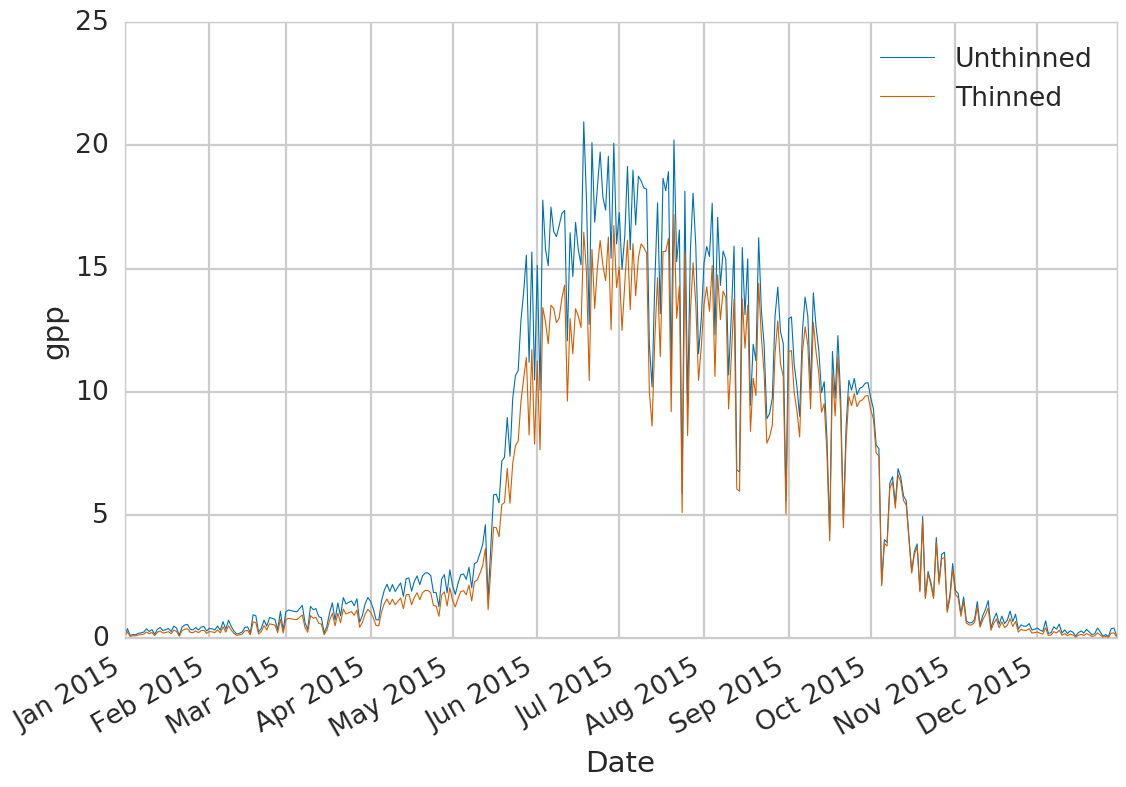 25
20
15
10
5
0
gpp
Unthinned
Thinned
Jan 2015
Feb 2015
Mar 2015
Apr 2015
May 2015
Jun 2015
Jul 2015
Aug 2015
Sep 2015
Oct 2015
Nov 2015
Dec 2015
Date